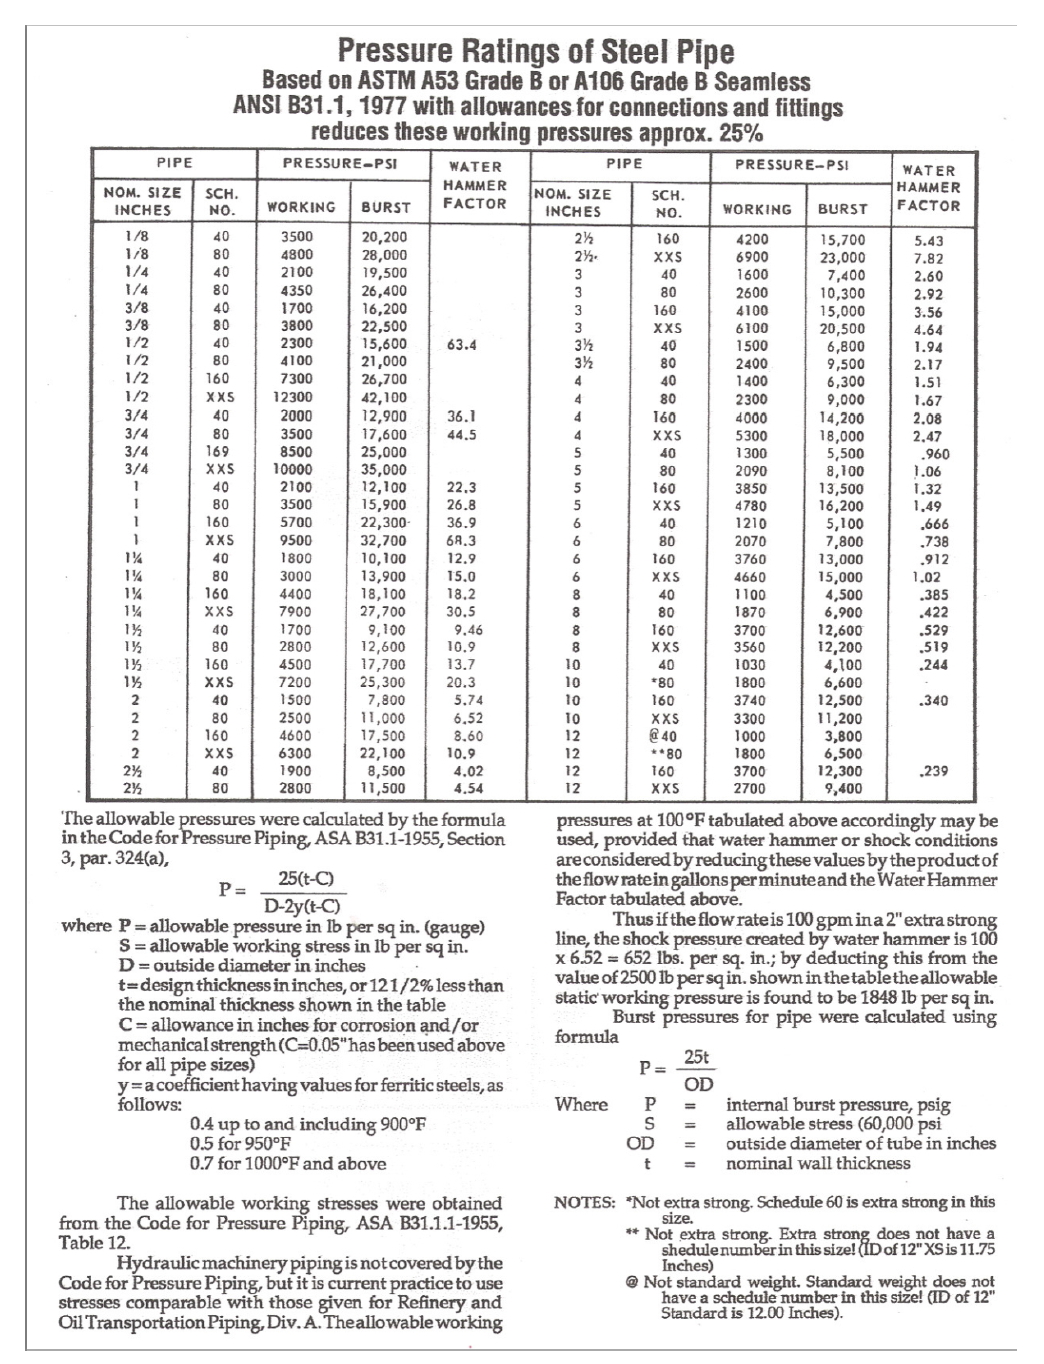 Pressure Ratings of Steel Pipe
Based on ASTM A53 Grade B or A106 Grade B Seamless
ANSI B31.1, 1977 with allowances for connections and fittings
reduces these working pressures approx. 25%
PIPE PRESSURE-PSI WATER HAMMER FACTOR PIPE PRESSURE-PSI WATER HAMMER FACTOR
NOM. SIZE INCHES SCH. NO. WORKING BURST NOM. SIZE INCHES SCH. NO. WORKING BURST
1/8 40 3500 20,200 2½ 160 4200 15,700 5.43
1/8 80 4800 28,000 2½ XXS 6900 23,000 7.82
1/4 40 2100 19,500 3 40 1600 7,400 2.60
1/4 80 4350 26,400 3 80 2600 10,300 2.92
3/8 40 1700 16,200 3 160 4100 15,000 3.56
3/8 80 3800 22,500 3 XXS 6100 20,500 4.64
1/2 40 2300 15,600 63.4 3½ 40 1500 6,800 1.94
1/2 80 4100 21,000 3½ 80 2400 9,500 2.17
1/2 160 7300 26,700 4 40 1400 6,300 1.51
1/2 XXS 12300 42,100 4 80 2300 9,000 1.67
3/4 40 2000 12,900 36.1 4 160 4000 14,200 2.08
3/4 80 3500 17,600 44.5 4 XXS 5300 18,000 2.47
3/4 169 8500 25,000 5 40 1300 5,500 .960
3/4 XXS 10000 35,000 5 80 2090 8,100 1.06
1 40 2100 12,100 22.3 5 160 3850 13,500 1.32
1 80 3500 15,900 26.8 5 XXS 4780 16,200 1.49
1 160 5700 22,300 36.9 6 40 1210 5,100 .666
1 XXS 9500 32,700 68.3 6 80 2070 7,800 .738
1¼ 40 1800 10,100 12.9 6 160 3760 13,000 .912
1¼ 80 3000 13,900 15.0 6 XXS 4660 15,000 1.02
1¼ 160 4400 18,100 18.2 8 40 1100 4,500 .385
1¼ XXS 7900 27,700 30.5 8 80 1870 6,900 .422
1½ 40 1700 9,100 9.46 8 160 3700 12,600 .529
1½ 80 2800 12,600 10.9 8 XXS 3560 12,200 .519
1½ 160 4500 17,700 13.7 10 40 1030 4,100 .244
1½ XXS 7200 25,300 20.3 10 *80 1800 6,600
2 40 1500 7,800 5.74 10 160 3740 12,500 .340
2 80 2500 11,000 6.52 10 XXS 3300 11,200
2 160 4600 17,500 8.60 12 @40 1000 3,800
2 XXS 6300 22,100 10.9 12 **80 1800 6,500
2½ 40 1900 8,500 4.02 12 160 3700 12,300 .239
2½ 80 2800 11,500 4.54 12 XXS 2700 9,400
The allowable pressures were calculated by the formula
in the Code for Pressure Piping, ASA B31.1-1955, Section
3, par. 324(a),
P = 25(t-C)
D-2y(t-C)
where P = allowable pressure in lb per sq in. (gauge)
S = allowable working stress in lb per sq in.
D = outside diameter in inches
t= design thickness in inches, or 12 1/2% less than
the nominal thickness shown in the table
C = allowance in inches for corrosion and/or
mechanical strength (C=0.05" has been used above
for all pipe sizes)
y = a coefficient having values for ferritic steels, as
follows:
0.4 up to and including 900°F
0.5 for 950°F
0.7 for 1000°F and above
The allowable working stresses were obtained
from the Code for Pressure Piping, ASA B31.1.1-1955,
Table 12.
Hydraulic machinery piping is not covered by the
Code for Pressure Piping, but it is current practice to use
stresses comparable with those given for Refinery and
Oil Transportation Piping, Div. A. The allowable working
pressures at 100°F tabulated above accordingly may be
used, provided that water hammer or shock conditions
are considered by reducing these values by the product of
the flow rate in gallons per minute and the Water Hammer
Factor tabulated above.
Thus if the flow rate is 100 gpm in a 2" extra strong
line, the shock pressure created by water hammer is 100
x 6.52 = 652 lbs. per sq. in.; by deducting this from the
value of 2500 lb per sq in. shown in the table the allowable
static working pressure is found to be 1848 lb per sq in.
Burst pressures for pipe were calculated using
formula
P = 25t
OD
Where P = internal burst pressure, psig
S = allowable stress (60,000 psi
OD = outside diameter of tube in inches
t = nominal wall thickness
NOTES: *Not extra strong. Schedule 60 is extra strong in this
size.
** Not extra strong. Extra strong does not have a
shedule number in this size! (ID of 12" XS is 11.75
Inches)
@ Not standard weight. Standard weight does not
have a schedule number in this size! (ID of 12"
Standard is 12.00 Inches).